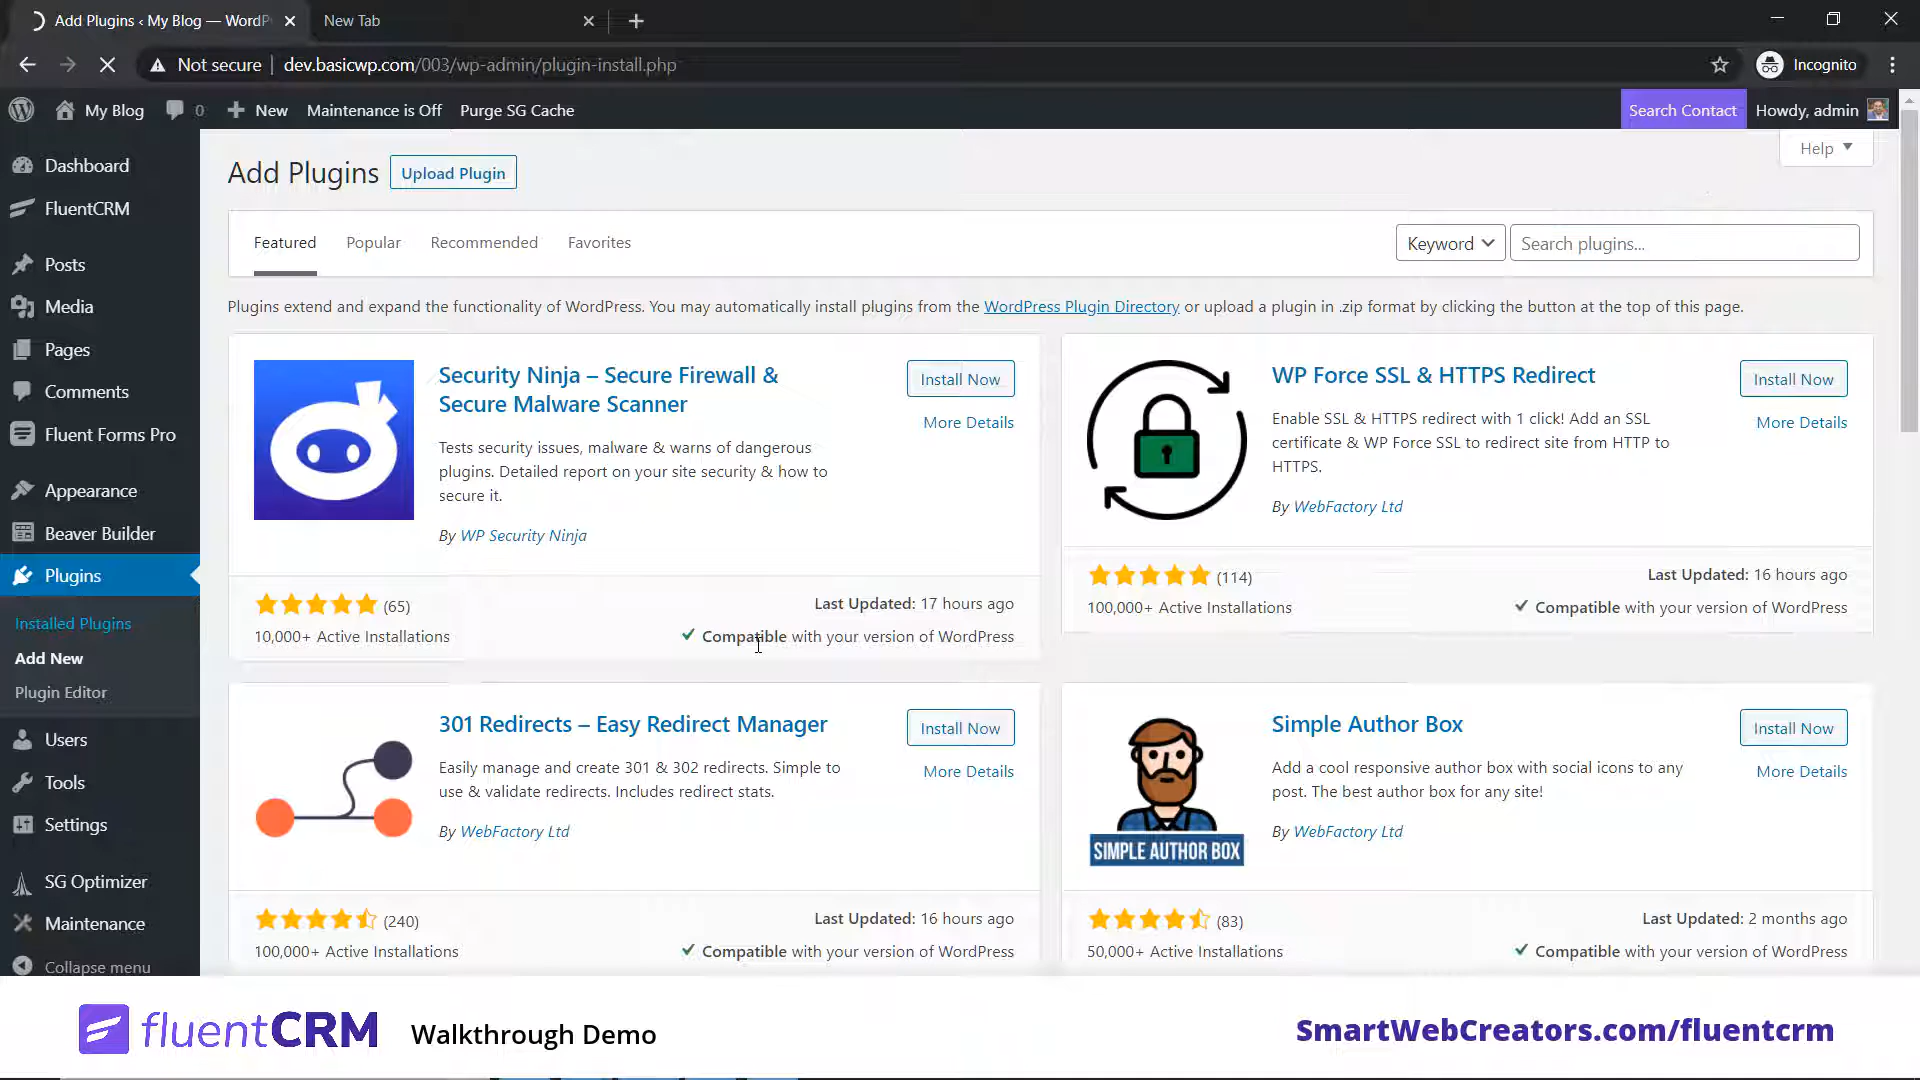 Add Plugins ‹ My Blog — WordP
New Tab
Not secure
dev.basicwp.com/003/wp-admin/plugin-install.php
Incognito
My Blog
0
New
Maintenance is Off
Purge SG Cache
Search Contact
Howdy, admin
Dashboard
FluentCRM
Posts
Media
Pages
Comments
Fluent Forms Pro
Appearance
Beaver Builder
Plugins
Installed Plugins
Add New
Plugin Editor
Users
Tools
Settings
SG Optimizer
Maintenance
Collapse menu
Help
Add Plugins
Upload Plugin
Featured
Popular
Recommended
Favorites
Keyword
Search plugins...
Plugins extend and expand the functionality of WordPress. You may automatically install plugins from the WordPress Plugin Directory or upload a plugin in .zip format by clicking the button at the top of this page.
Security Ninja – Secure Firewall &
Secure Malware Scanner
Install Now
More Details
Tests security issues, malware & warns of dangerous
plugins. Detailed report on your site security & how to
secure it.
By WP Security Ninja
(65)
Last Updated: 17 hours ago
10,000+ Active Installations
Compatible with your version of WordPress
WP Force SSL & HTTPS Redirect
Install Now
More Details
Enable SSL & HTTPS redirect with 1 click! Add an SSL
certificate & WP Force SSL to redirect site from HTTP to
HTTPS.
By WebFactory Ltd
(114)
Last Updated: 16 hours ago
100,000+ Active Installations
Compatible with your version of WordPress
301 Redirects – Easy Redirect Manager
Install Now
More Details
Easily manage and create 301 & 302 redirects. Simple to
use & validate redirects. Includes redirect stats.
By WebFactory Ltd
(240)
Last Updated: 16 hours ago
100,000+ Active Installations
Compatible with your version of WordPress
SIMPLE AUTHOR BOX
Simple Author Box
Install Now
More Details
Add a cool responsive author box with social icons to any
post. The best author box for any site!
By WebFactory Ltd
(83)
Last Updated: 2 months ago
50,000+ Active Installations
Compatible with your version of WordPress
fluentCRM
Walkthrough Demo
SmartWebCreators.com/fluentcrm